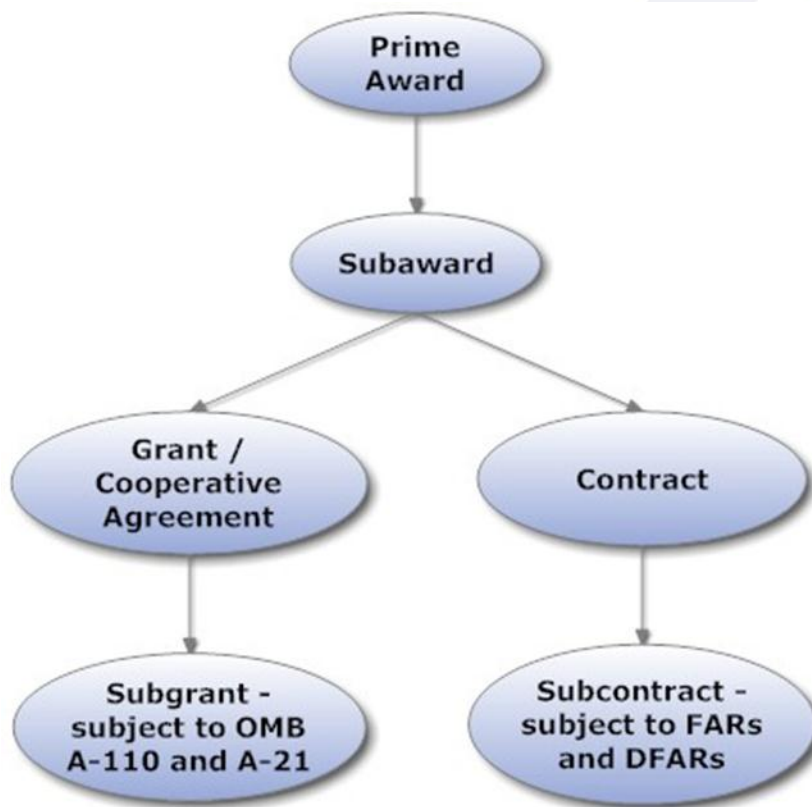 Prime
Award
Subaward
Grant /
Cooperative
Agreement
Contract
Subgrant -
subject to OMB
A-110 and A-21
Subcontract -
subject to FARs
and DFARs